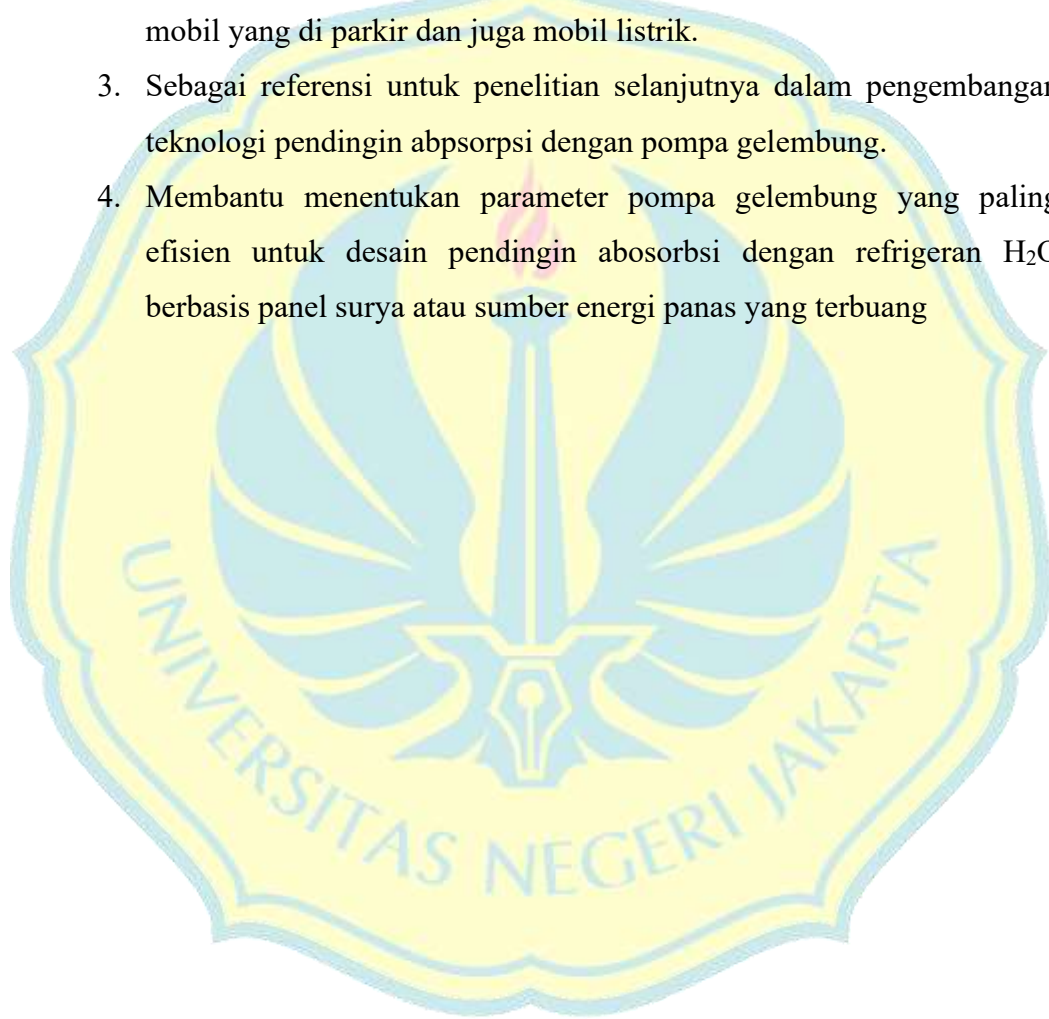 mobil yang di parkir dan juga mobil listrik.
3. Sebagai referensi untuk penelitian selanjutnya dalam pengembangan
teknologi pendingin abpsorpsi dengan pompa gelembung.
4. Membantu menentukan parameter pompa gelembung yang paling
efisien untuk desain pendingin abosorbsi dengan refrigeran H₂O
berbasis panel surya atau sumber energi panas yang terbuang
UNIVERSITAS NEGERI JAKARTA